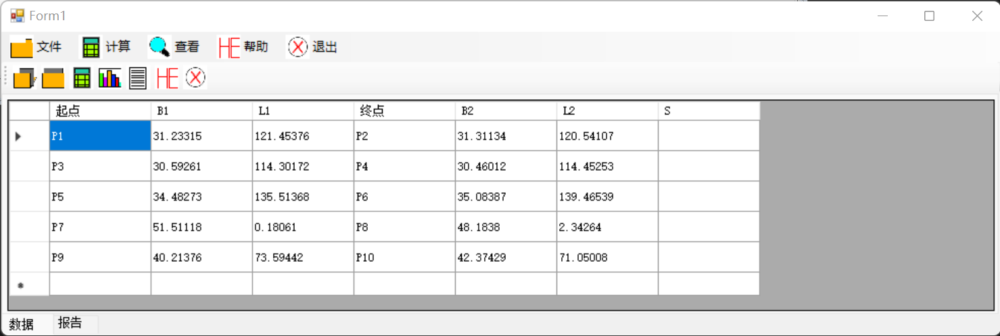 Form1
文件 计算 查看 帮助 退出
起点 B1 L1 终点 B2 L2 S
P1 31.23315 121.45376 P2 31.31134 120.54107
P3 30.59261 114.30172 P4 30.46012 114.45253
P5 34.48273 135.51368 P6 35.08387 139.46539
P7 51.51118 0.18061 P8 48.1838 2.34264
P9 40.21376 73.59442 P10 42.37429 71.05008
数据 报告